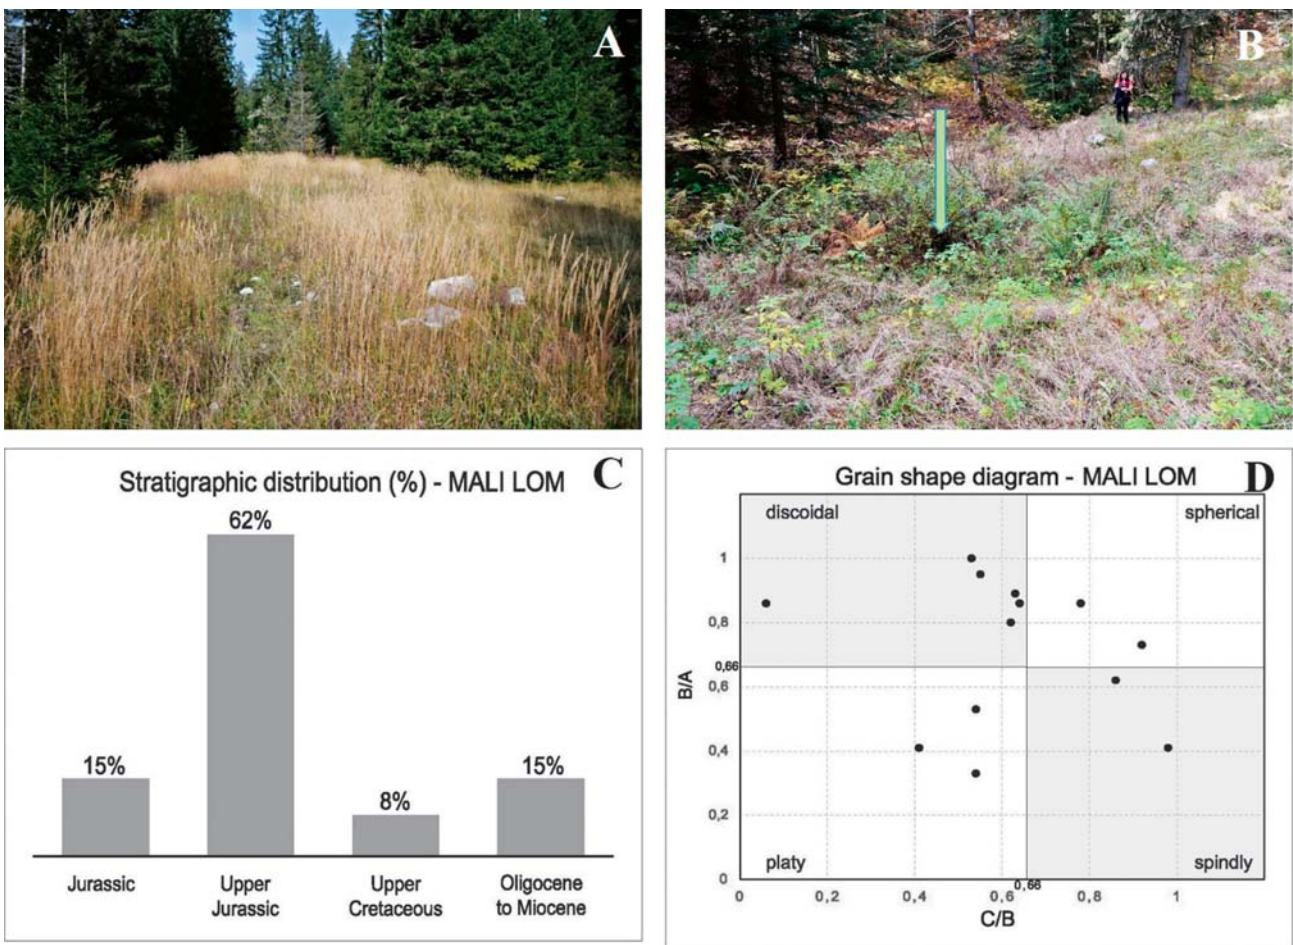 A
B
Stratigraphic distribution (%) - MALI LOM
C
62%
15%
8%
15%
Jurassic
Upper
Jurassic
Upper
Cretaceous
Oligocene
to Miocene
Grain shape diagram - MALI LOM
D
discoidal
spherical
1
0,8
0,66
0,6
0,4
0,2
0
B/A
platy
spindly
0
0,2
0,4
0,6
0,66
0,8
1
C/B